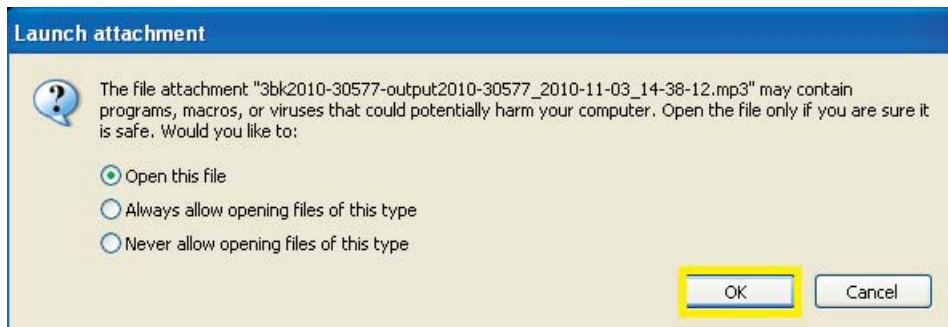 Launch attachment
The file attachment "3bk2010-30577-output2010-30577_2010-11-03_14-38-12.mp3" may contain
programs, macros, or viruses that could potentially harm your computer. Open the file only if you are sure it
is safe. Would you like to:
Open this file
Always allow opening files of this type
Never allow opening files of this type
OK Cancel